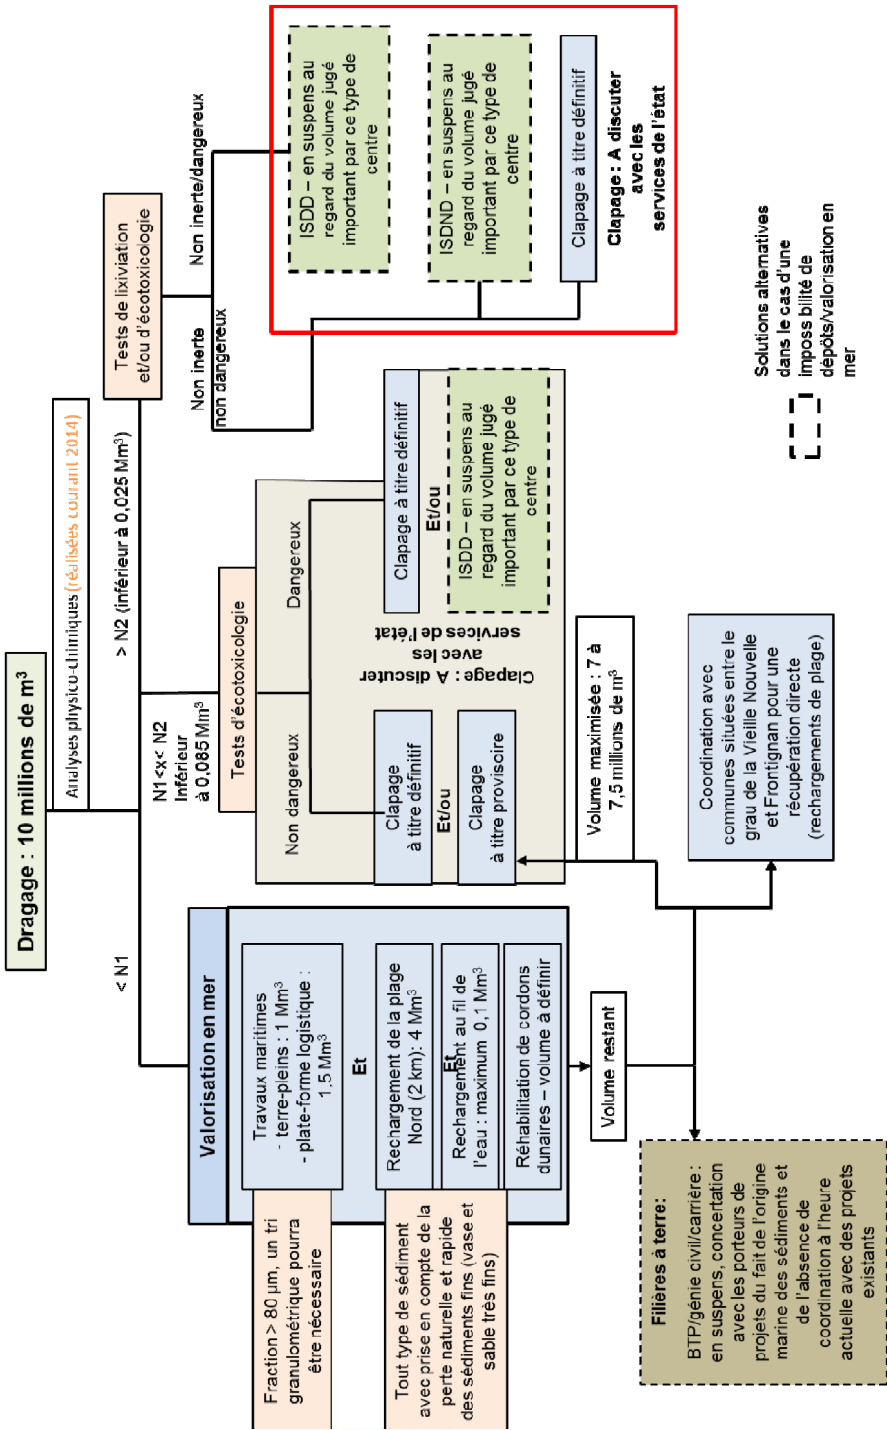 Dragage : 10 millions de m³
Analyses physico-chimiques (réalisées courant 2014)
< N1
N1<x< N2
Inférieur
à 0,085 Mm³
> N2 (inférieur à 0,025 Mm³)
Valorisation en mer
Fraction > 80 µm, un tri
granulométrique pourra
être nécessaire
Travaux maritimes
- terre-pleins : 1 Mm³
- plate-forme logistique :
1,5 Mm³
Et
Tout type de sédiment
avec prise en compte de la
perte naturelle et rapide
des sédiments fins (vase et
sable très fins)
Rechargement de la plage
Nord (2 km): 4 Mm³
Et
Rechargement au fil de
l'eau : maximum 0,1 Mm³
Réhabilitation de cordons
dunaires – volume à définir
Volume restant
Filières à terre:
BTP/génie civil/carrière :
en suspens, concertation
avec les porteurs de
projets du fait de l'origine
marine des sédiments et
de l'absence de
coordination à l'heure
actuelle avec des projets
existants
Tests d'écotoxicologie
Non dangereux
Dangereux
Clapage
à titre définitif
Et/ou
Clapage
à titre provisoire
Clapage : A discuter
avec les
services de l'état
Clapage à titre définitif
Et/ou
ISDD – en suspens au
regard du volume jugé
important par ce type de
centre
Volume maximisée : 7 à
7,5 millions de m³
Coordination avec
communes situées entre le
grau de la Vieille Nouvelle
et Frontignan pour une
récupération directe
(rechargements de plage)
Tests de lixiviation
et/ou d'écotoxicologie
Non inerte
non dangereux
Non inerte/dangereux
ISDD – en suspens au
regard du volume jugé
important par ce type de
centre
ISDND – en suspens au
regard du volume jugé
important par ce type de
centre
Clapage à titre définitif
Clapage : A discuter
avec les
services de l'état
Solutions alternatives
dans le cas d'une
imposs bilité de
dépôts/valorisation en
mer